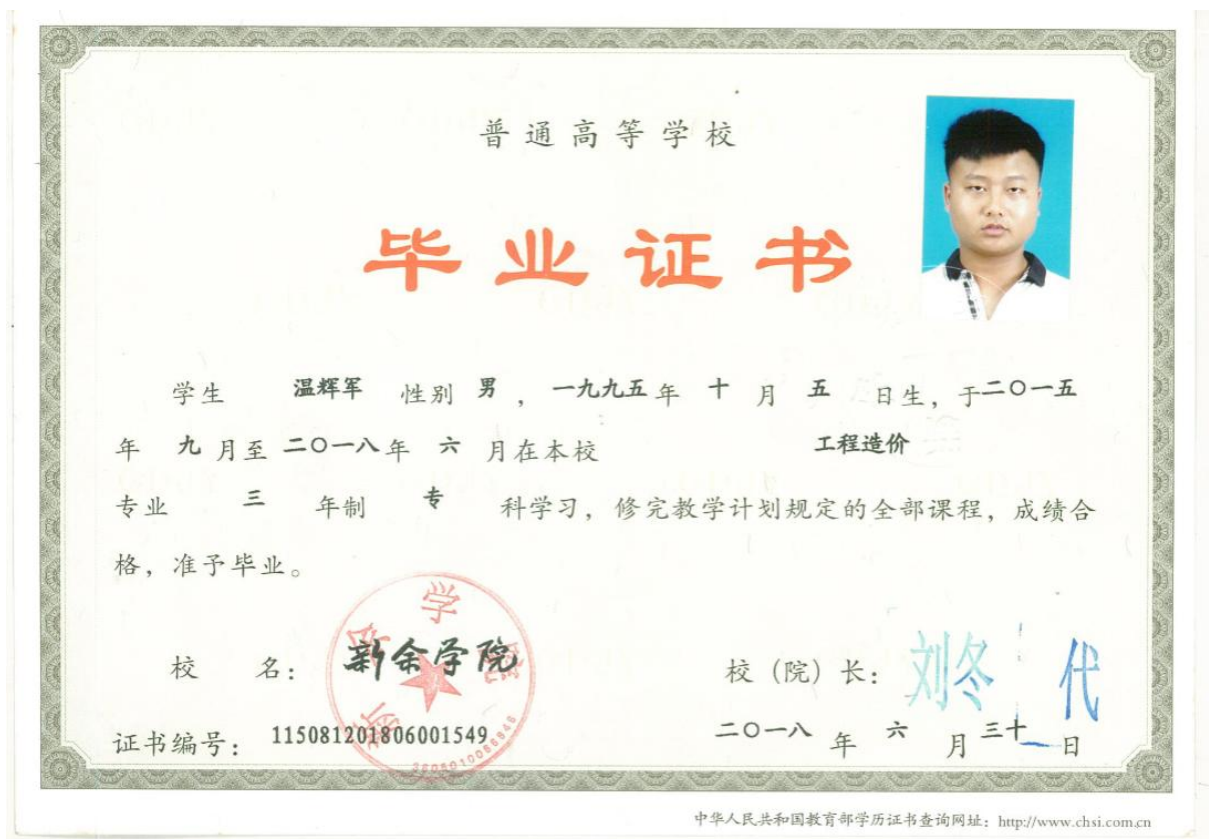 普通高等学校
毕业证书
学生 温辉军 性别 男，一九九五年 十 月 五 日生，于二〇一五
年 九 月至 二〇一八年 六 月在本校 工程造价
专业 三 年制 专 科学习，修完教学计划规定的全部课程，成绩合
格，准予毕业。
校 名：新余学院
新余学院
3605010066946
校（院）长：刘冬 代
证书编号：115081201806001549
二〇一八 年 六 月 三十 日
中华人民共和国教育部学历证书查询网址：http://www.chsi.com.cn